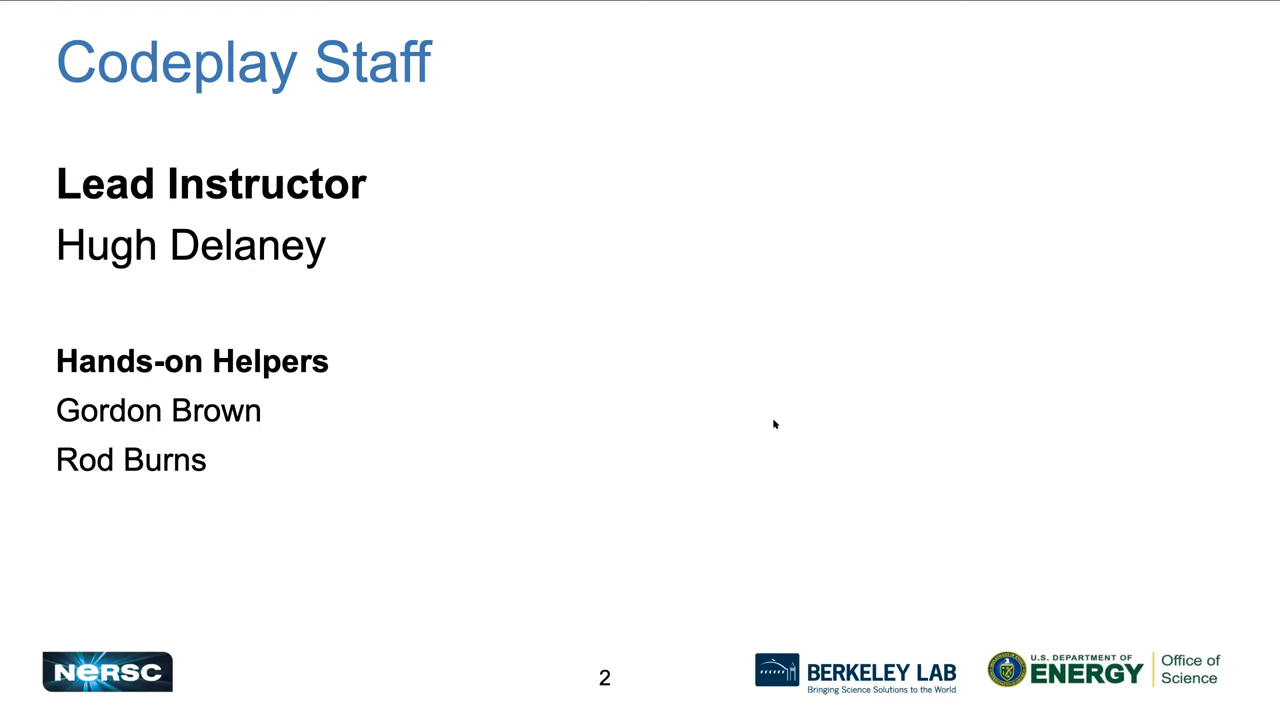 Codeplay Staff
Lead Instructor
Hugh Delaney
Hands-on Helpers
Gordon Brown
Rod Burns
NERSC
2
BERKELEY LAB
Bringing Science Solutions to the World
U.S. DEPARTMENT OF
ENERGY
Office of
Science